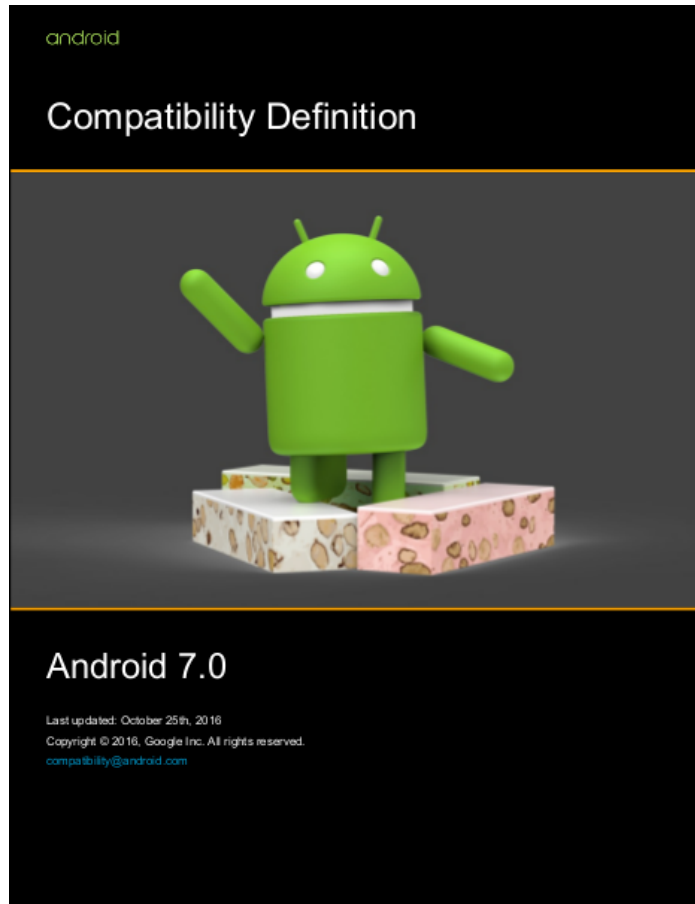 android
Compatibility Definition
Android 7.0
Last updated: October 25th, 2016
Copyright © 2016, Google Inc. All rights reserved.
compatibility@android.com